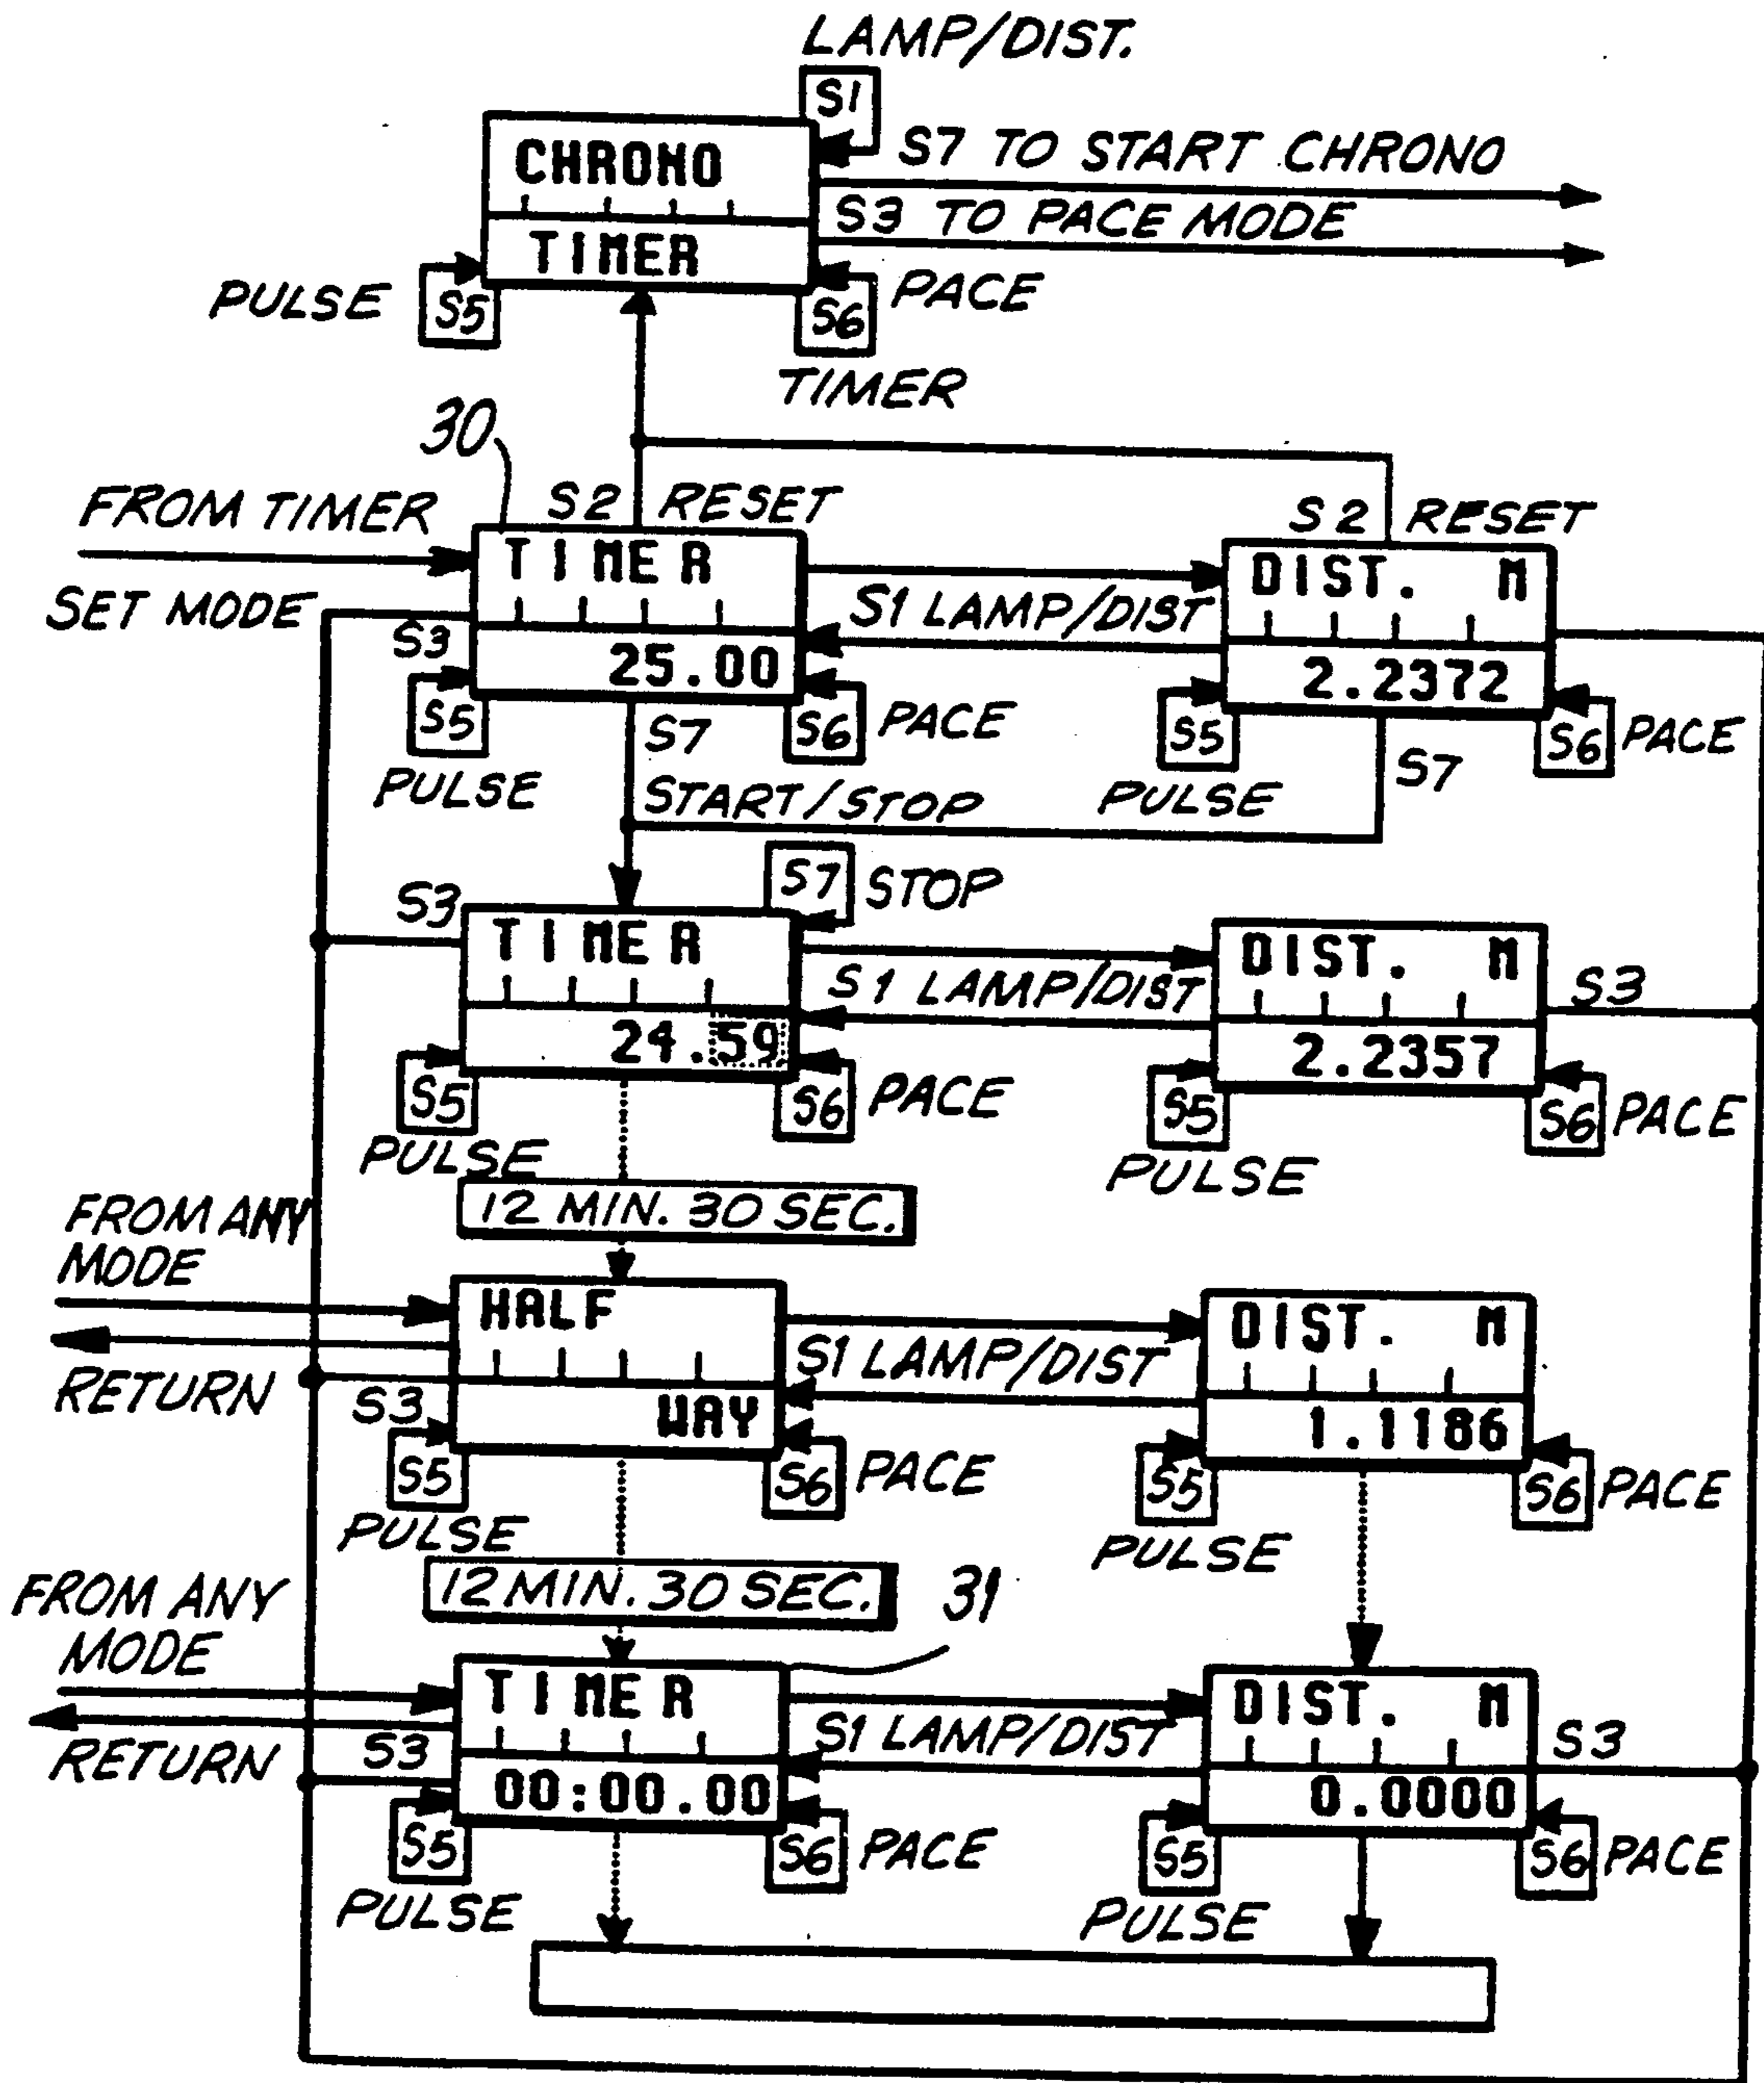 LAMP/DIST.
S1
CHRONO
S7 TO START CHRONO
S3 TO PACE MODE
TIMER
PULSE
S5
S6
PACE
TIMER
30
FROM TIMER
SET MODE
S2 RESET
S2 RESET
TIMER
DIST. M
S1 LAMP/DIST
S3
25.00
2.2372
S5
S7
S6
PACE
S5
S7
S6
PACE
PULSE
START/STOP
PULSE
S7
STOP
S3
TIMER
DIST. M
S1 LAMP/DIST
S3
24.59
2.2357
S5
S6
PACE
S5
S6
PACE
PULSE
PULSE
12 MIN. 30 SEC.
FROM ANY
MODE
HALF
DIST. M
S1 LAMP/DIST
RETURN
S3
WAY
1.1186
S5
S6
PACE
S5
S6
PACE
PULSE
PULSE
12 MIN. 30 SEC.
31
FROM ANY
MODE
TIMER
DIST. M
S1 LAMP/DIST
S3
RETURN
S3
00:00.00
0.0000
S5
S6
PACE
S5
S6
PACE
PULSE
PULSE